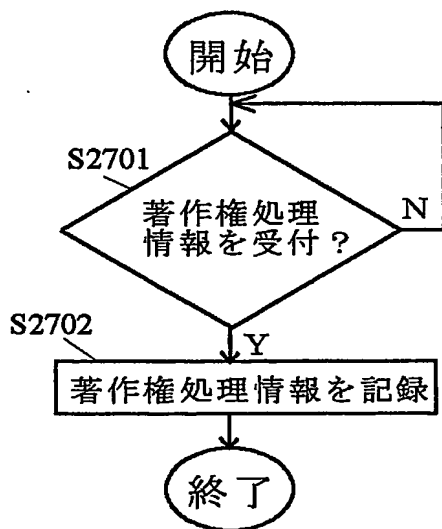 開始
S2701
著作権処理
情報を受付？
N
S2702
Y
著作権処理情報を記録
終了